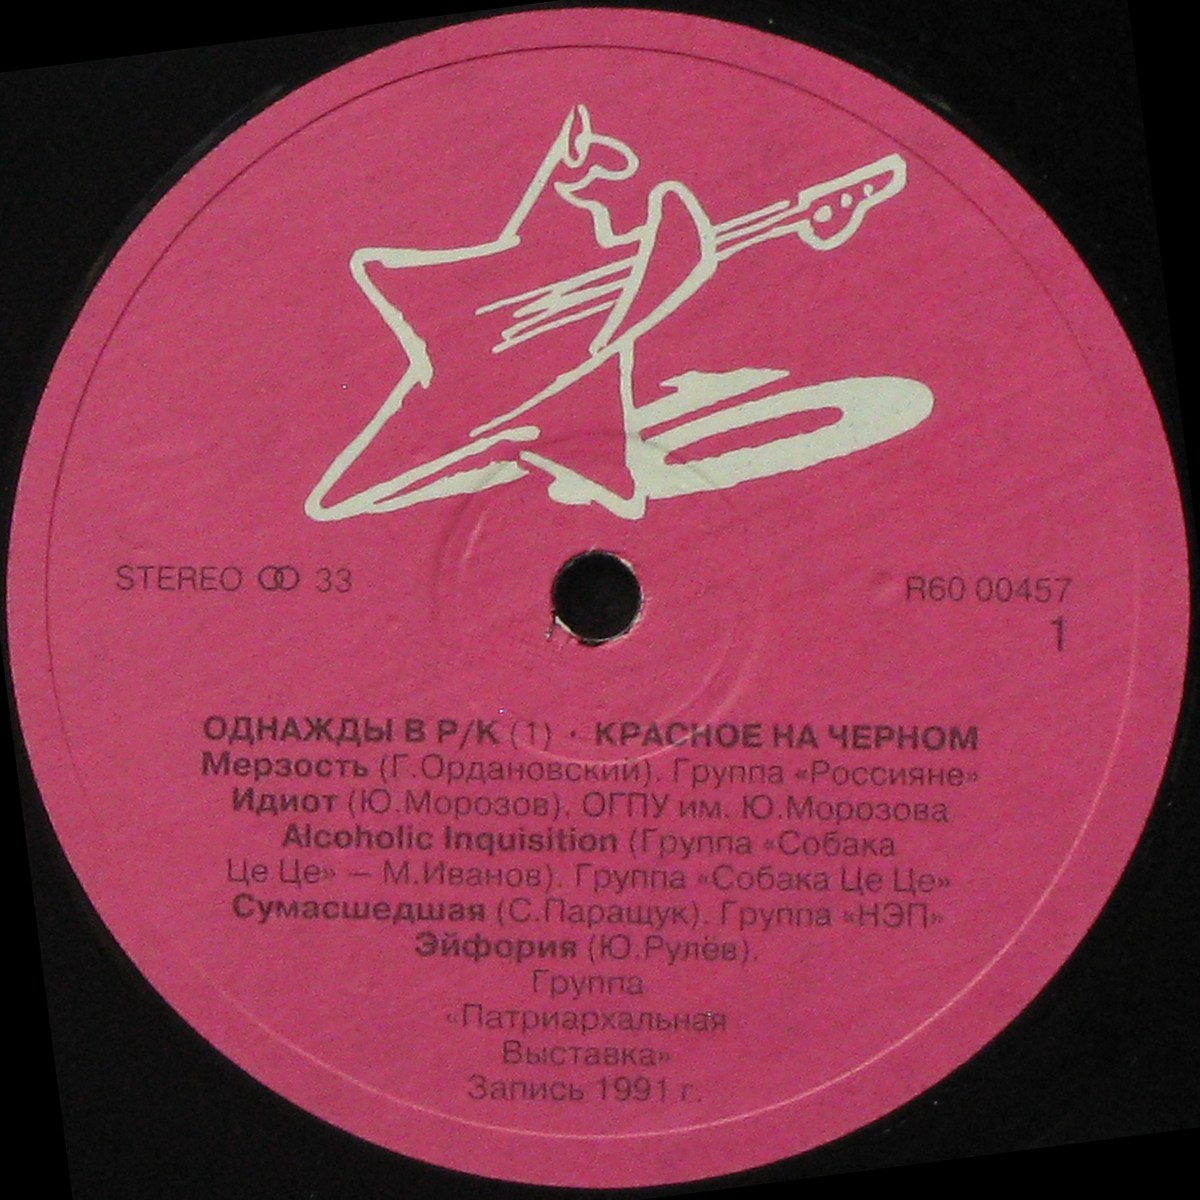 STEREO ꝏ 33
R60 00457
1
ОДНАЖДЫ В Р/К (1) · КРАСНОЕ НА ЧЕРНОМ
Мерзость (Г.Ордановский). Группа «Россияне»
Идиот (Ю.Морозов). ОГПУ им. Ю.Морозова
Alcoholic Inquisition (Группа «Собака
Це Це» – М.Иванов). Группа «Собака Це Це»
Сумасшедшая (С.Паращук). Группа «НЭП»
Эйфория (Ю.Рулёв).
Группа
«Патриархальная
Выставка»
Запись 1991 г.